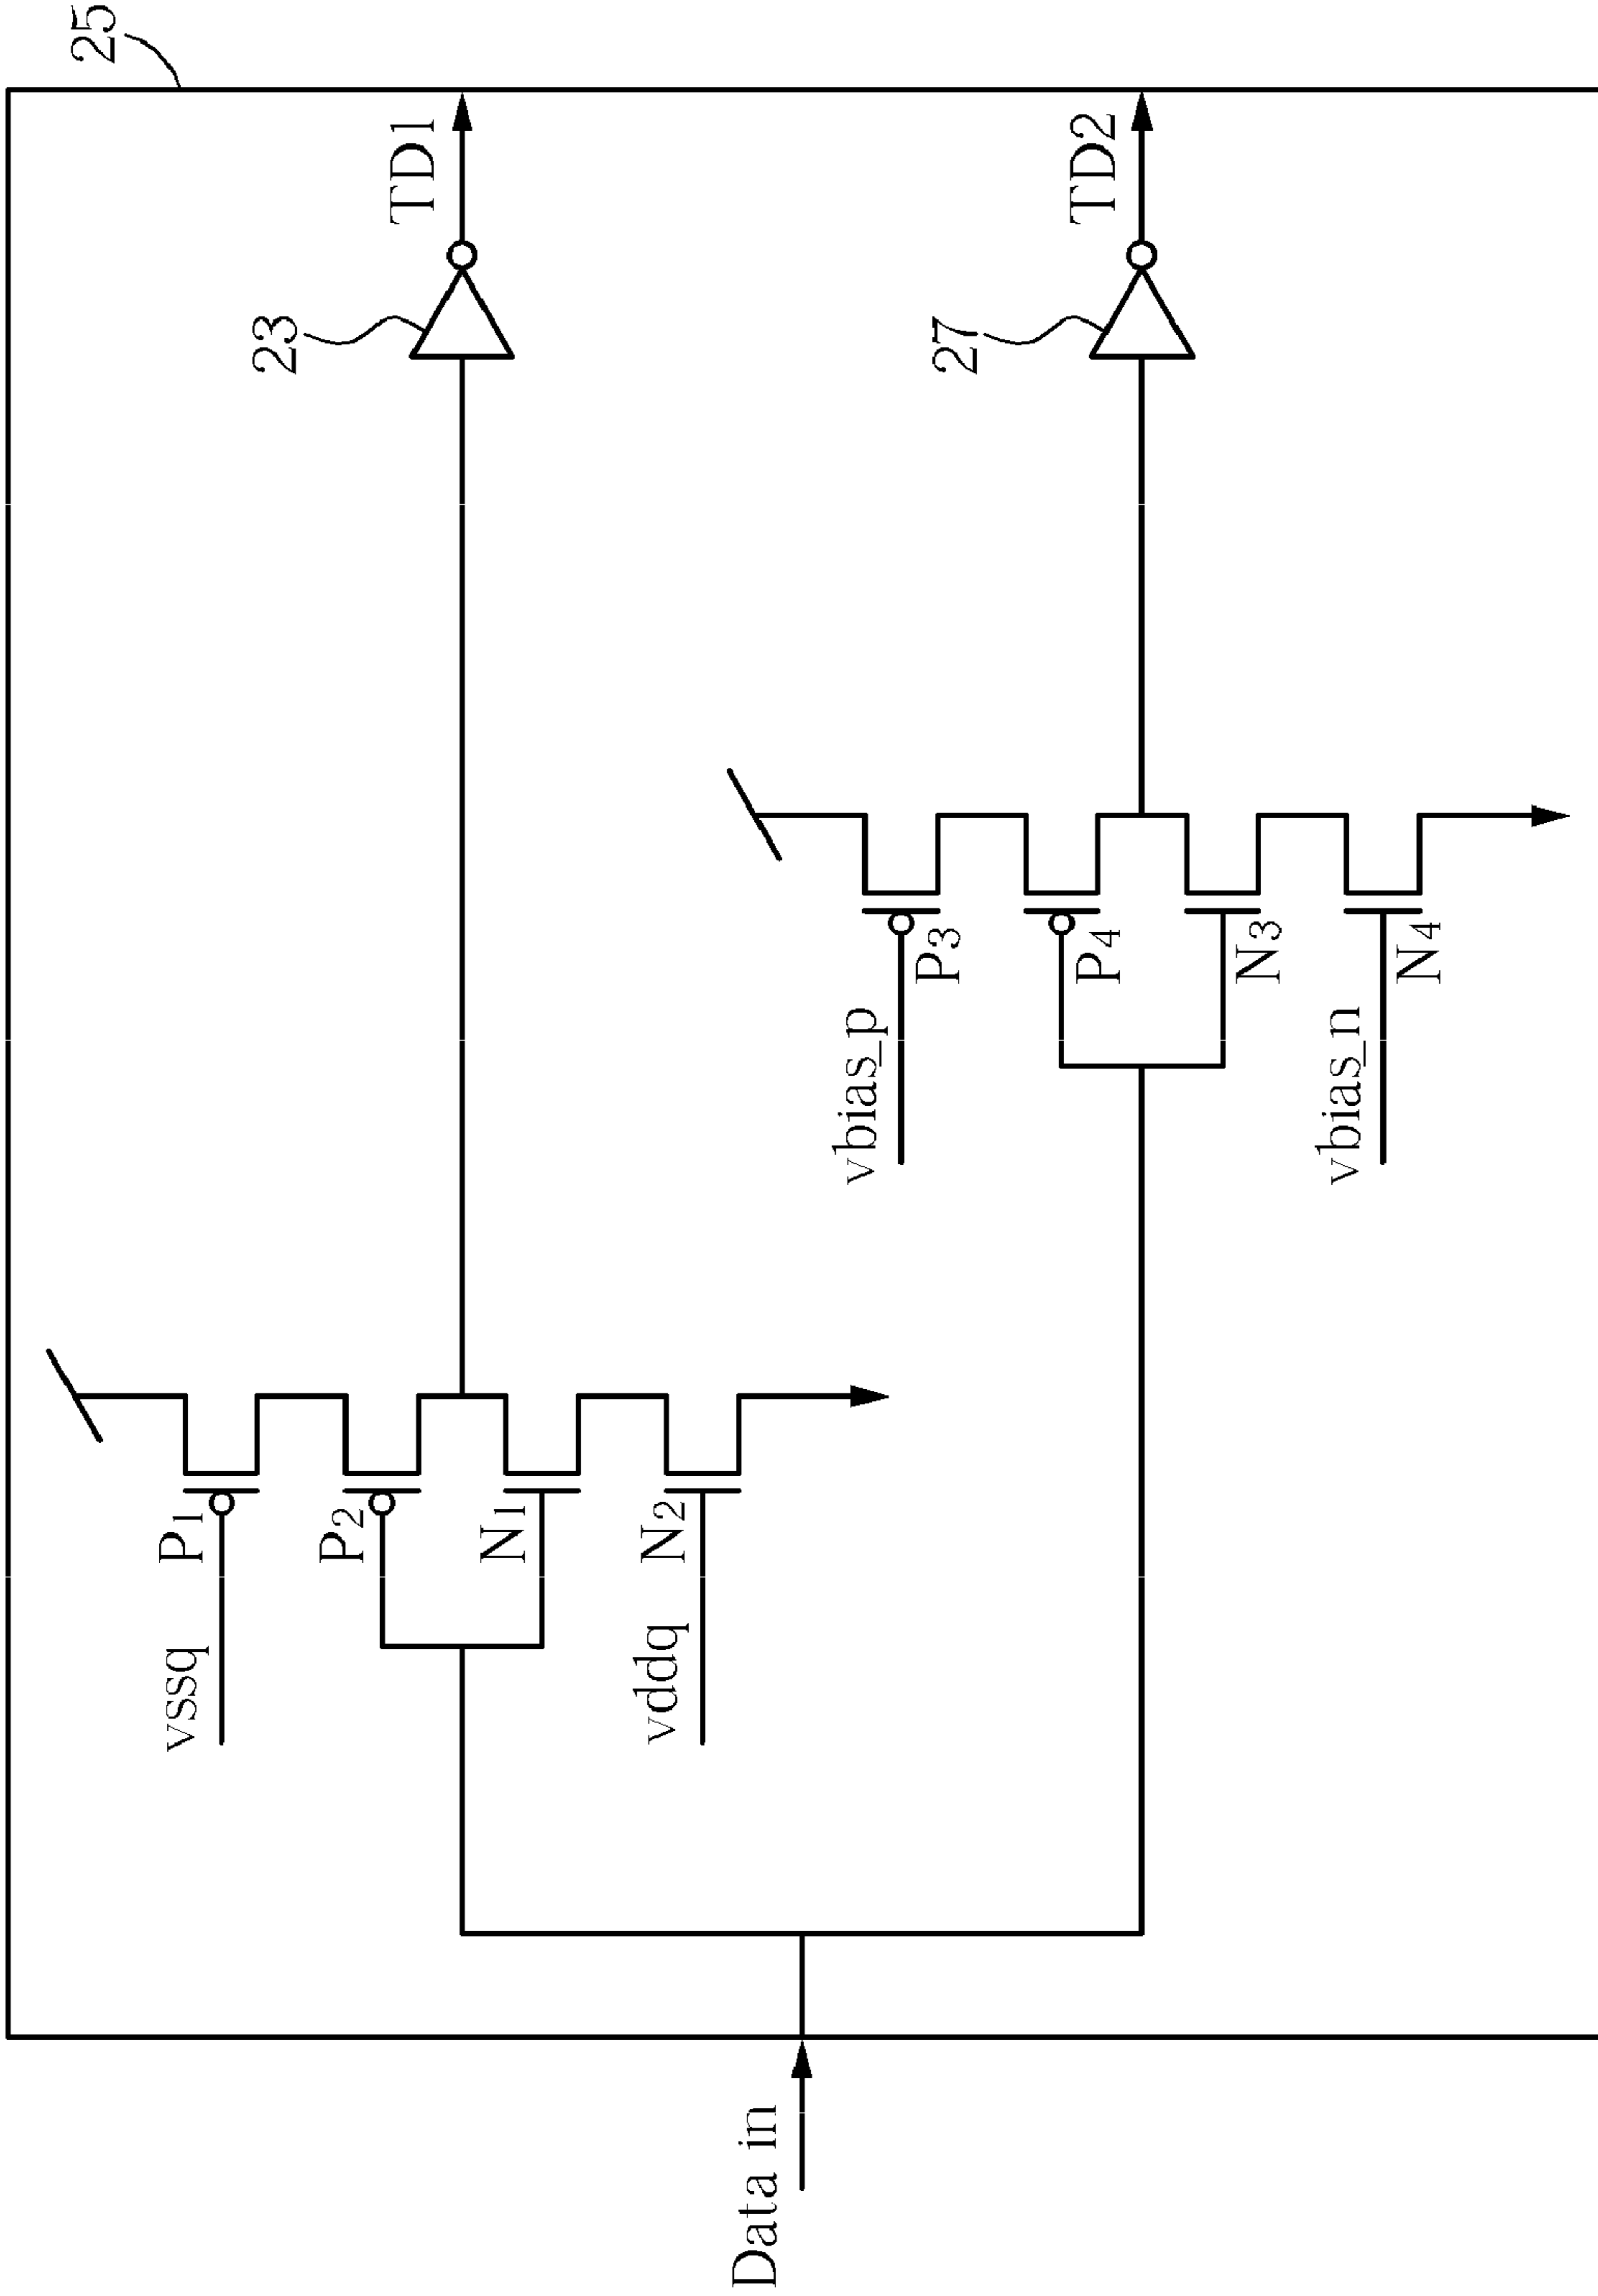 25
TD1
23
P1
vssq
P2
N1
N2
vddq
TD2
27
P3
vbias_p
P4
N3
N4
vbias_n
Data in